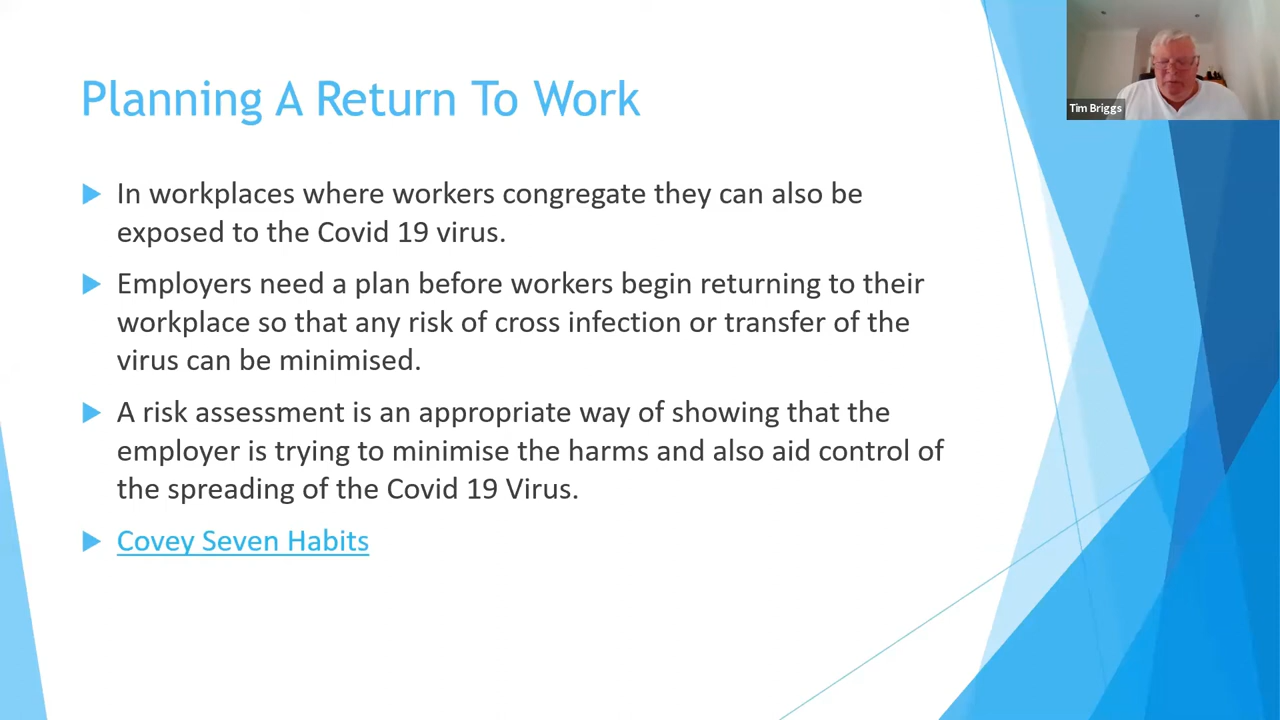 Planning A Return To Work
Tim Briggs
In workplaces where workers congregate they can also be
exposed to the Covid 19 virus.
Employers need a plan before workers begin returning to their
workplace so that any risk of cross infection or transfer of the
virus can be minimised.
A risk assessment is an appropriate way of showing that the
employer is trying to minimise the harms and also aid control of
the spreading of the Covid 19 Virus.
Covey Seven Habits